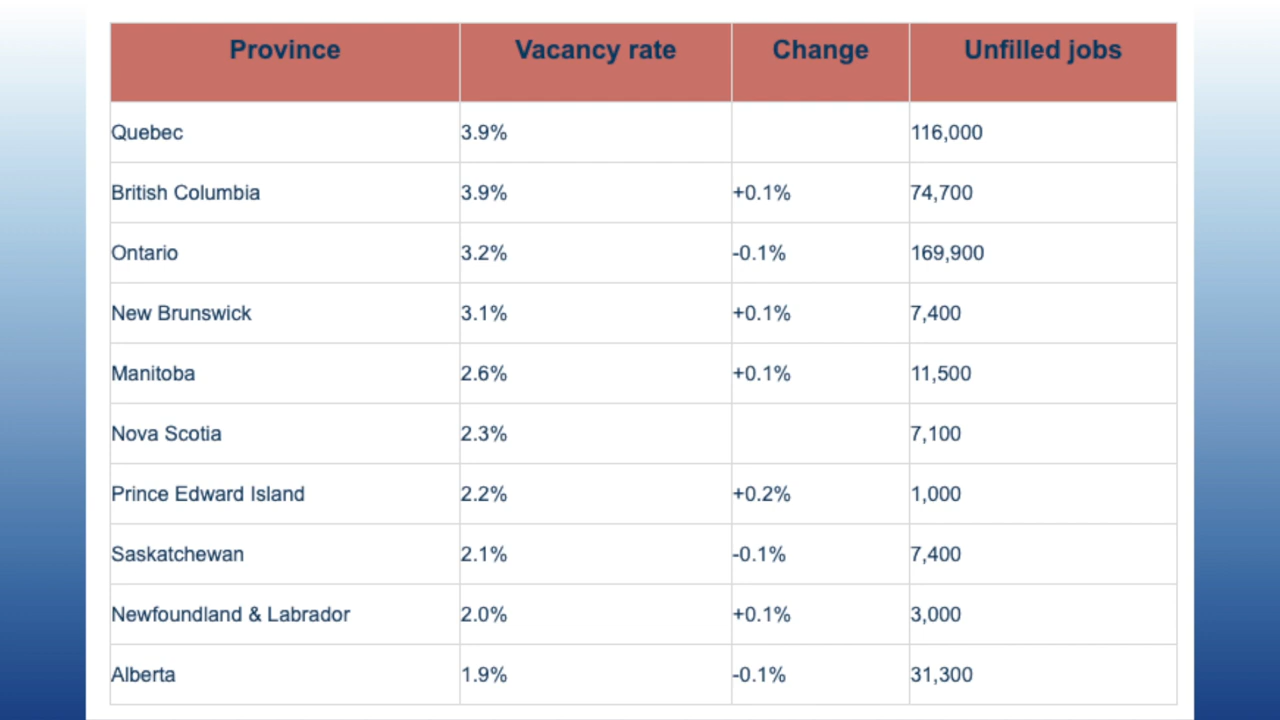 Province Vacancy rate Change Unfilled jobs
Quebec 3.9% 116,000
British Columbia 3.9% +0.1% 74,700
Ontario 3.2% -0.1% 169,900
New Brunswick 3.1% +0.1% 7,400
Manitoba 2.6% +0.1% 11,500
Nova Scotia 2.3% 7,100
Prince Edward Island 2.2% +0.2% 1,000
Saskatchewan 2.1% -0.1% 7,400
Newfoundland & Labrador 2.0% +0.1% 3,000
Alberta 1.9% -0.1% 31,300